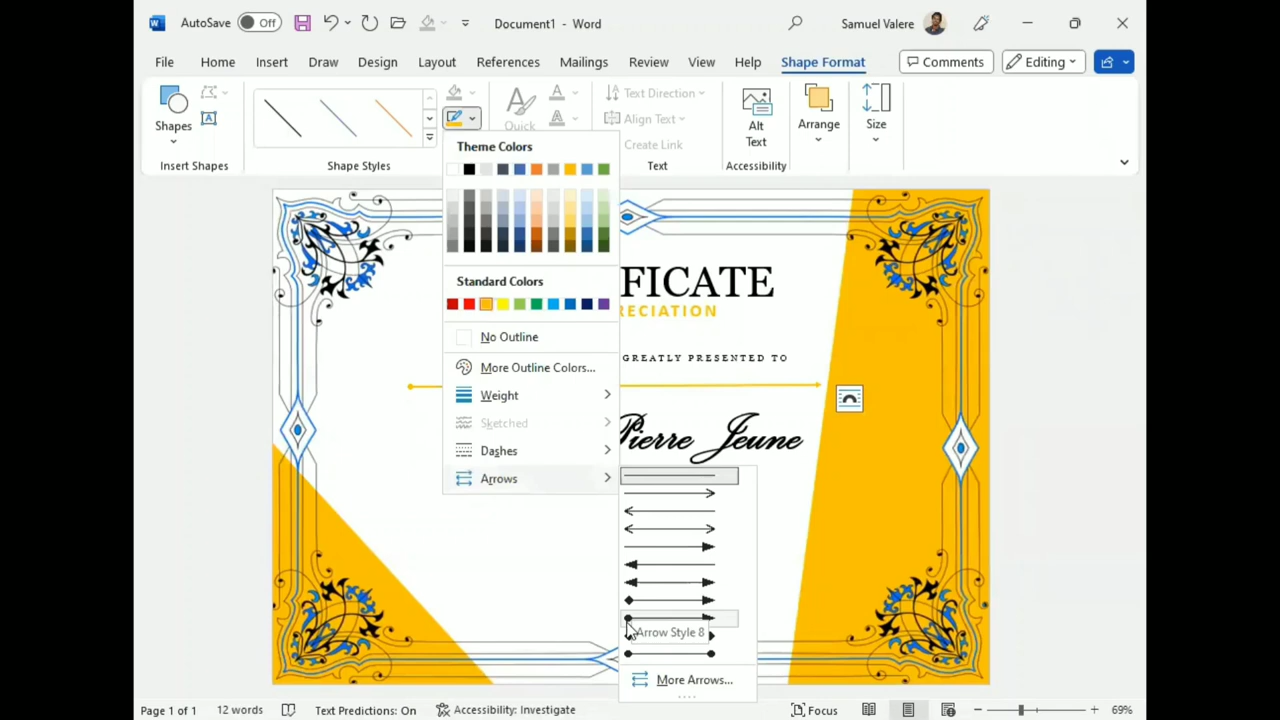 AutoSave Off Document1 - Word Samuel Valere
File Home Insert Draw Design Layout References Mailings Review View Help Shape Format Comments Editing
Shapes
Insert Shapes
Shape Styles
Quick
Text Direction
Align Text
Create Link
Text
Alt
Text
Accessibility
Arrange
Size
Theme Colors
Standard Colors
No Outline
More Outline Colors...
Weight
Sketched
Dashes
Arrows
FICATE
RECIATION
GREATLY PRESENTED TO
Pierre Jeune
Arrow Style 8
More Arrows...
Page 1 of 1 12 words Text Predictions: On Accessibility: Investigate Focus 69%